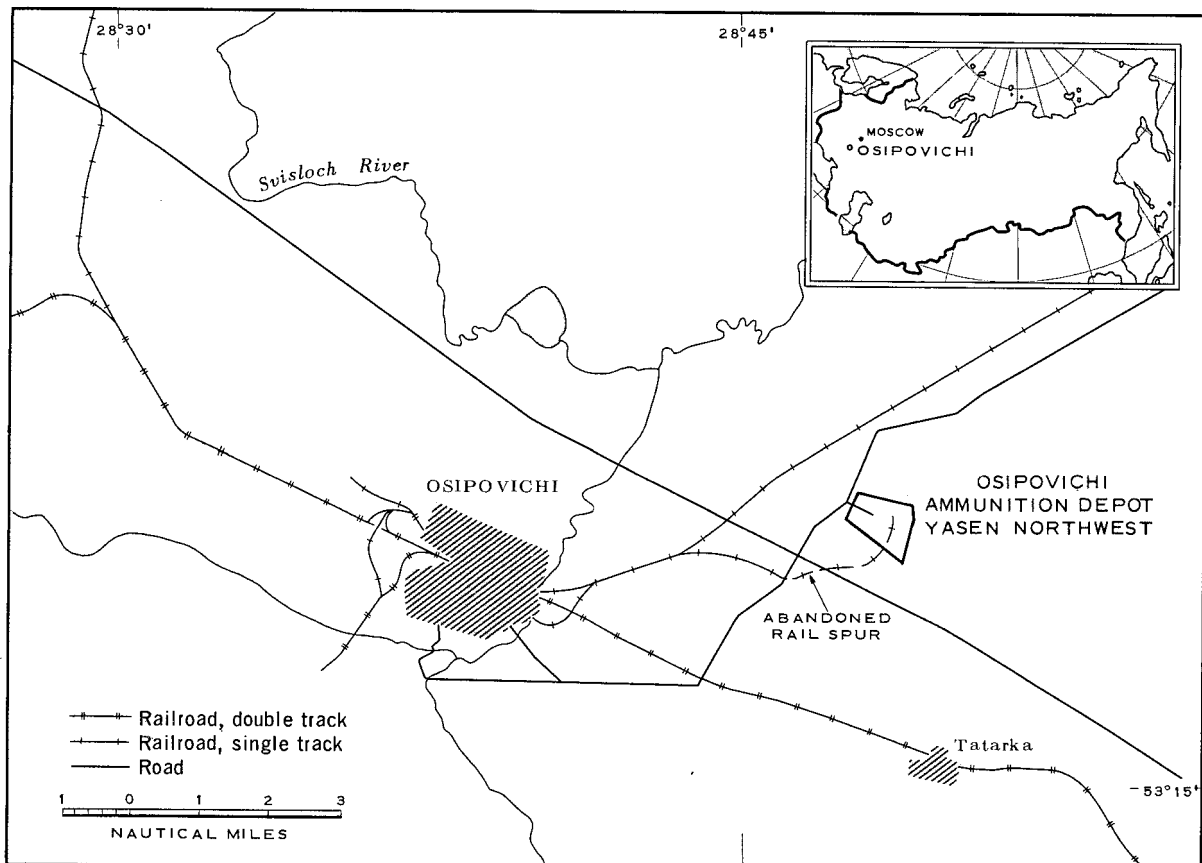 28°30'
28°45'
MOSCOW
OSIPOVICHI
Svisloch River
OSIPOVICHI
OSIPOVICHI
AMMUNITION DEPOT
YASEN NORTHWEST
ABANDONED
RAIL SPUR
Tatarka
53°15'
Railroad, double track
Railroad, single track
Road
1 0 1 2 3
NAUTICAL MILES